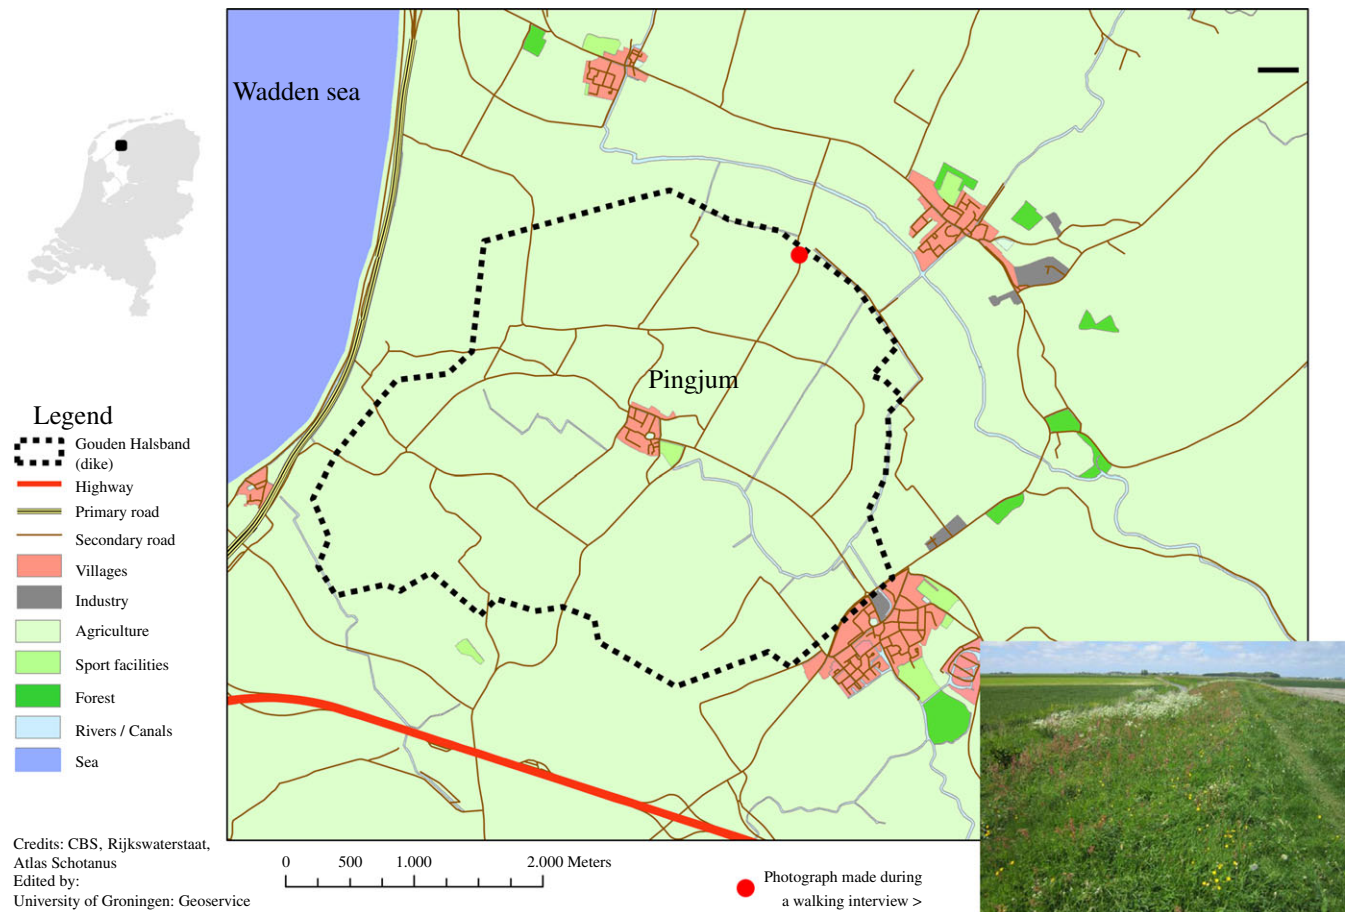 Wadden sea
Pingjum
Legend
Gouden Halsband
(dike)
Highway
Primary road
Secondary road
Villages
Industry
Agriculture
Sport facilities
Forest
Rivers / Canals
Sea
Credits: CBS, Rijkswaterstaat,
Atlas Schotanus
Edited by:
University of Groningen: Geoservice
0 500 1.000 2.000 Meters
Photograph made during
a walking interview >